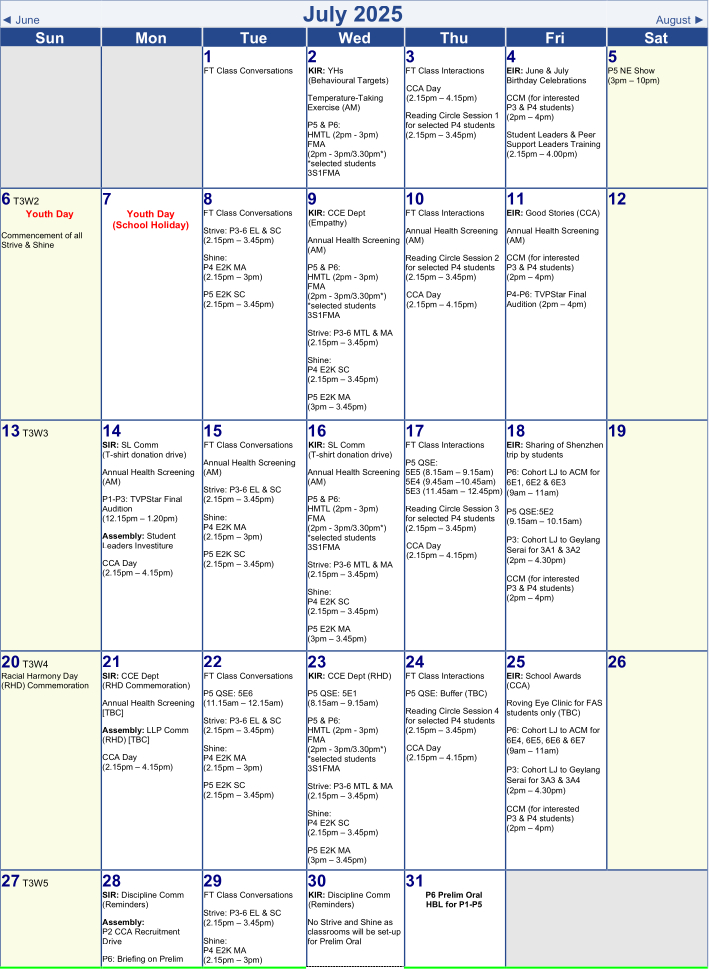 ◄ June
July 2025
August ►
Sun Mon Tue Wed Thu Fri Sat
1
FT Class Conversations
2
KIR: YHs
(Behavioural Targets)
Temperature-Taking
Exercise (AM)
P5 & P6:
HMTL (2pm - 3pm)
FMA
(2pm - 3pm/3.30pm*)
*selected students
3S1FMA
3
FT Class Interactions
CCA Day
(2.15pm – 4.15pm)
Reading Circle Session 1
for selected P4 students
(2.15pm – 3.45pm)
4
EIR: June & July
Birthday Celebrations
CCM (for interested
P3 & P4 students)
(2pm – 4pm)
Student Leaders & Peer
Support Leaders Training
(2.15pm – 4.00pm)
5
P5 NE Show
(3pm – 10pm)
6 T3W2
Youth Day
Commencement of all
Strive & Shine
7
Youth Day
(School Holiday)
8
FT Class Conversations
Strive: P3-6 EL & SC
(2.15pm – 3.45pm)
Shine:
P4 E2K MA
(2.15pm – 3pm)
P5 E2K SC
(2.15pm – 3.45pm)
9
KIR: CCE Dept
(Empathy)
Annual Health Screening
(AM)
P5 & P6:
HMTL (2pm - 3pm)
FMA
(2pm - 3pm/3.30pm*)
*selected students
3S1FMA
Strive: P3-6 MTL & MA
(2.15pm – 3.45pm)
Shine:
P4 E2K SC
(2.15pm – 3.45pm)
P5 E2K MA
(3pm – 3.45pm)
10
FT Class Interactions
Annual Health Screening
(AM)
Reading Circle Session 2
for selected P4 students
(2.15pm – 3.45pm)
CCA Day
(2.15pm – 4.15pm)
11
EIR: Good Stories (CCA)
Annual Health Screening
(AM)
CCM (for interested
P3 & P4 students)
(2pm – 4pm)
P4-P6: TVPStar Final
Audition (2pm – 4pm)
12
13 T3W3
14
SIR: SL Comm
(T-shirt donation drive)
Annual Health Screening
(AM)
P1-P3: TVPStar Final
Audition
(12.15pm – 1.20pm)
Assembly: Student
Leaders Investiture
CCA Day
(2.15pm – 4.15pm)
15
FT Class Conversations
Annual Health Screening
(AM)
Strive: P3-6 EL & SC
(2.15pm – 3.45pm)
Shine:
P4 E2K MA
(2.15pm – 3pm)
P5 E2K SC
(2.15pm – 3.45pm)
16
KIR: SL Comm
(T-shirt donation drive)
Annual Health Screening
(AM)
P5 & P6:
HMTL (2pm - 3pm)
FMA
(2pm - 3pm/3.30pm*)
*selected students
3S1FMA
Strive: P3-6 MTL & MA
(2.15pm – 3.45pm)
Shine:
P4 E2K SC
(2.15pm – 3.45pm)
P5 E2K MA
(3pm – 3.45pm)
17
FT Class Interactions
P5 QSE:
5E5 (8.15am – 9.15am)
5E4 (9.45am –10.45am)
5E3 (11.45am – 12.45pm)
Reading Circle Session 3
for selected P4 students
(2.15pm – 3.45pm)
CCA Day
(2.15pm – 4.15pm)
18
EIR: Sharing of Shenzhen
trip by students
P6: Cohort LJ to ACM for
6E1, 6E2 & 6E3
(9am – 11am)
P5 QSE:5E2
(9.15am – 10.15am)
P3: Cohort LJ to Geylang
Serai for 3A1 & 3A2
(2pm – 4.30pm)
CCM (for interested
P3 & P4 students)
(2pm – 4pm)
19
20 T3W4
Racial Harmony Day
(RHD) Commemoration
21
SIR: CCE Dept
(RHD Commemoration)
Annual Health Screening
[TBC]
Assembly: LLP Comm
(RHD) [TBC]
CCA Day
(2.15pm – 4.15pm)
22
FT Class Conversations
P5 QSE: 5E6
(11.15am – 12.15am)
Strive: P3-6 EL & SC
(2.15pm – 3.45pm)
Shine:
P4 E2K MA
(2.15pm – 3pm)
P5 E2K SC
(2.15pm – 3.45pm)
23
KIR: CCE Dept (RHD)
P5 QSE: 5E1
(8.15am – 9.15am)
P5 & P6:
HMTL (2pm - 3pm)
FMA
(2pm - 3pm/3.30pm*)
*selected students
3S1FMA
Strive: P3-6 MTL & MA
(2.15pm – 3.45pm)
Shine:
P4 E2K SC
(2.15pm – 3.45pm)
P5 E2K MA
(3pm – 3.45pm)
24
FT Class Interactions
P5 QSE: Buffer (TBC)
Reading Circle Session 4
for selected P4 students
(2.15pm – 3.45pm)
CCA Day
(2.15pm – 4.15pm)
25
EIR: School Awards
(CCA)
Roving Eye Clinic for FAS
students only (TBC)
P6: Cohort LJ to ACM for
6E4, 6E5, 6E6 & 6E7
(9am – 11am)
P3: Cohort LJ to Geylang
Serai for 3A3 & 3A4
(2pm – 4.30pm)
CCM (for interested
P3 & P4 students)
(2pm – 4pm)
26
27 T3W5
28
SIR: Discipline Comm
(Reminders)
Assembly:
P2 CCA Recruitment
Drive
P6: Briefing on Prelim
29
FT Class Conversations
Strive: P3-6 EL & SC
(2.15pm – 3.45pm)
Shine:
P4 E2K MA
(2.15pm – 3pm)
30
KIR: Discipline Comm
(Reminders)
No Strive and Shine as
classrooms will be set-up
for Prelim Oral
31
P6 Prelim Oral
HBL for P1-P5